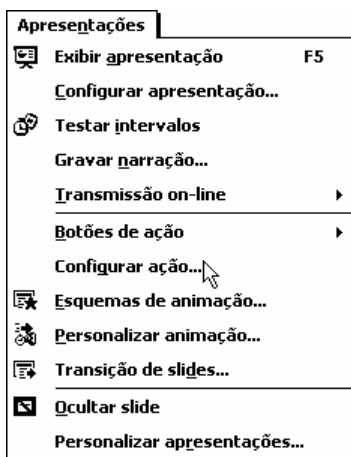 Apresentações
Exibir apresentação F5
Configurar apresentação...
Testar intervalos
Gravar narração...
Transmissão on-line
Botões de ação
Configurar ação...
Esquemas de animação...
Personalizar animação...
Transição de slides...
Ocultar slide
Personalizar apresentações...